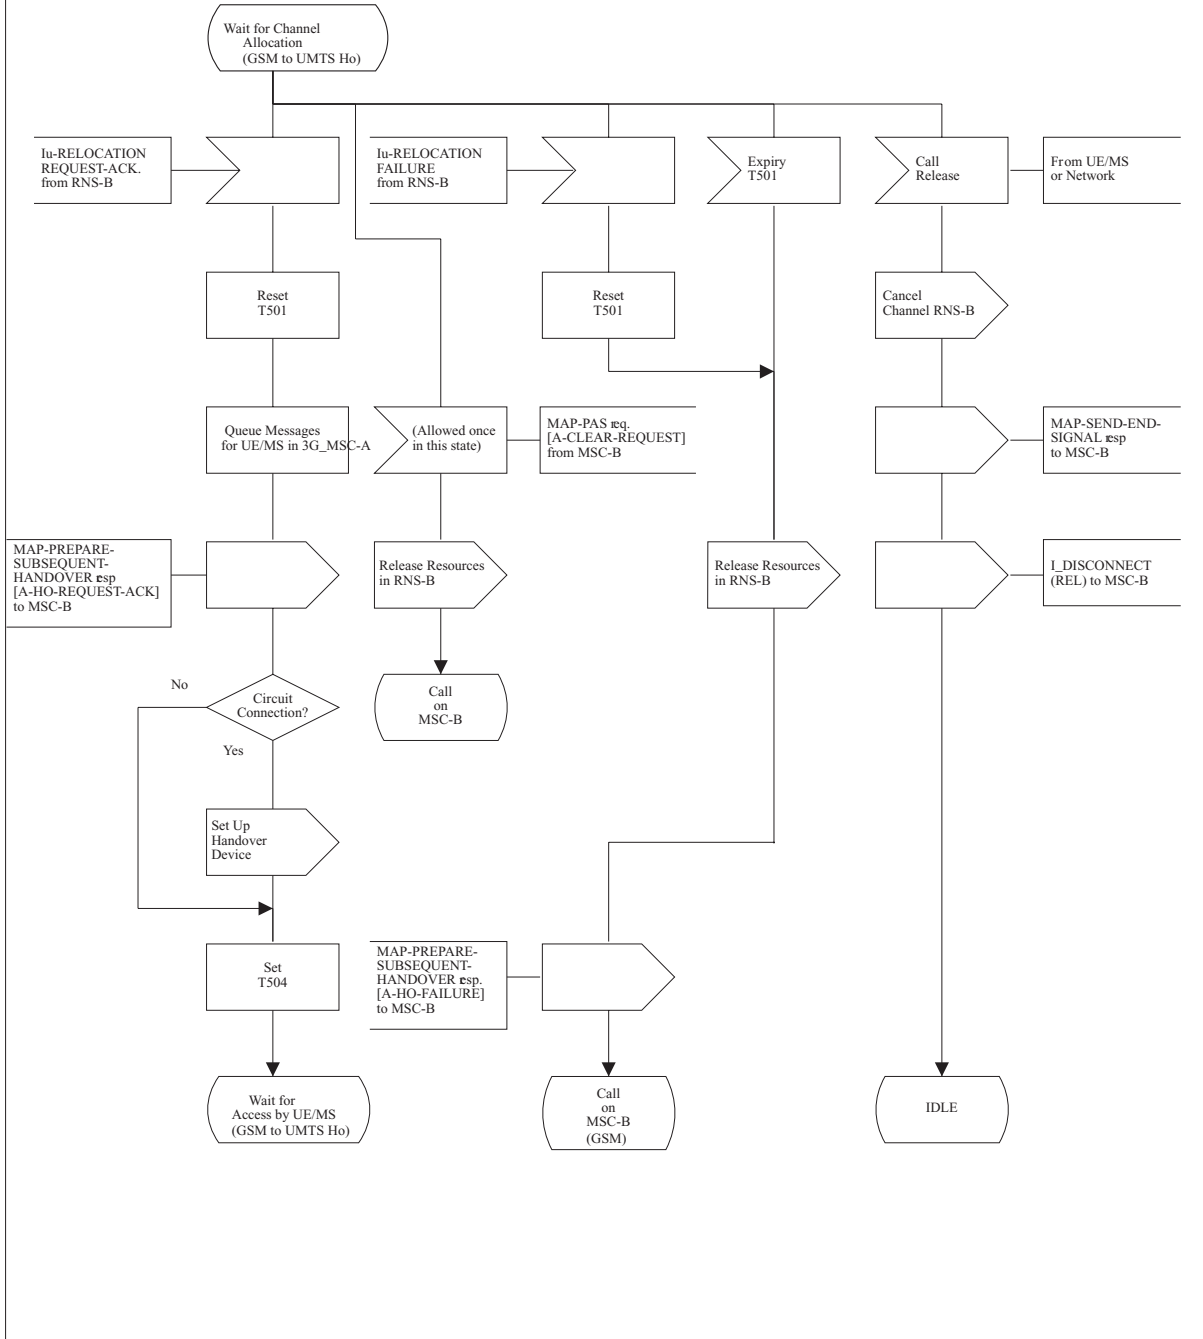 Wait for Channel
Allocation
(GSM to UMTS Ho)
Iu-RELOCATION
REQUEST-ACK.
from RNS-B
Iu-RELOCATION
FAILURE
from RNS-B
Expiry
T501
Call
Release
From UE/MS
or Network
Reset
T501
Reset
T501
Cancel
Channel RNS-B
Queue Messages
for UE/MS in 3G_MSC-A
(Allowed once
in this state)
MAP-PAS req.
[A-CLEAR-REQUEST]
from MSC-B
MAP-SEND-END-
SIGNAL resp
to MSC-B
MAP-PREPARE-
SUBSEQUENT-
HANDOVER resp
[A-HO-REQUEST-ACK]
to MSC-B
Release Resources
in RNS-B
Release Resources
in RNS-B
I_DISCONNECT
(REL) to MSC-B
No
Circuit
Connection?
Yes
Call
on
MSC-B
Set Up
Handover
Device
Set
T504
MAP-PREPARE-
SUBSEQUENT-
HANDOVER resp.
[A-HO-FAILURE]
to MSC-B
Wait for
Access by UE/MS
(GSM to UMTS Ho)
Call
on
MSC-B
(GSM)
IDLE